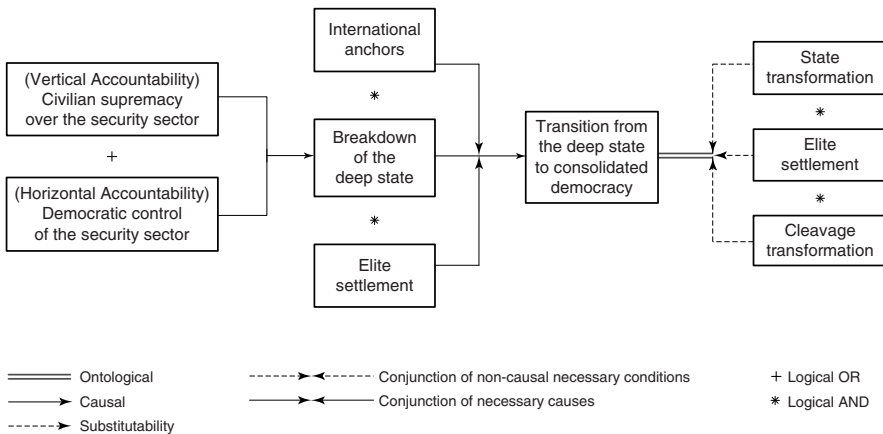 International
anchors
(Vertical Accountability)
Civilian supremacy
over the security sector
+
(Horizontal Accountability)
Democratic control
of the security sector
*
Breakdown
of the
deep state
*
Elite
settlement
Transition from
the deep state
to consolidated
democracy
State
transformation
*
Elite
settlement
*
Cleavage
transformation
Ontological
Causal
Substitutability
Conjunction of non-causal necessary conditions
Conjunction of necessary causes
+ Logical OR
* Logical AND